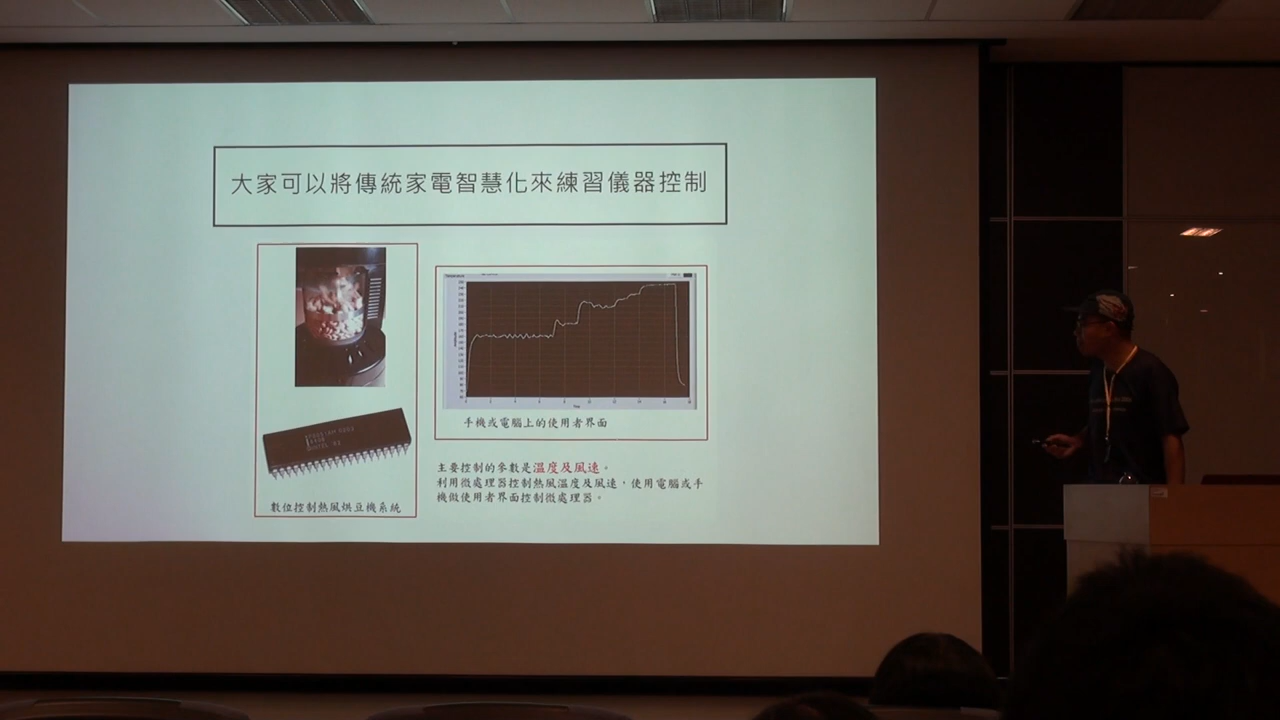 大家可以將傳統家電智慧化來練習儀器控制
手機或電腦上的使用者界面
數位控制熱風烘豆機系統
主要控制的參數是溫度及風速。
利用微處理器控制熱風溫度及風速，使用電腦或手
機做使用者界面控制微處理器。